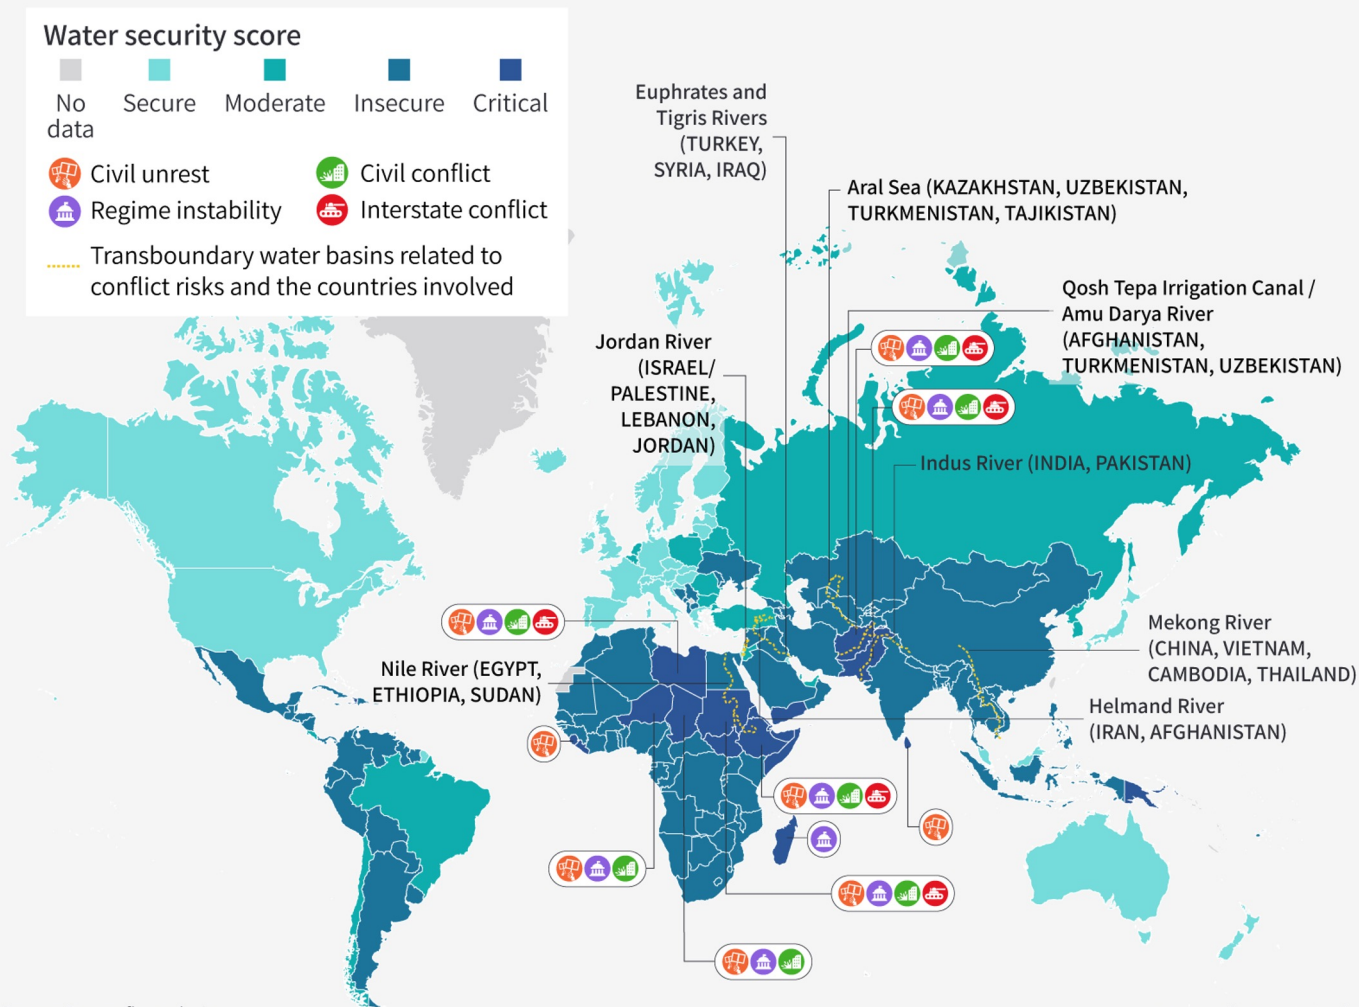 Water security score
No data
Secure
Moderate
Insecure
Critical
Civil unrest
Civil conflict
Regime instability
Interstate conflict
Transboundary water basins related to
conflict risks and the countries involved
Euphrates and
Tigris Rivers
(TURKEY,
SYRIA, IRAQ)
Aral Sea (KAZAKHSTAN, UZBEKISTAN,
TURKMENISTAN, TAJIKISTAN)
Qosh Tepa Irrigation Canal /
Amu Darya River
(AFGHANISTAN,
TURKMENISTAN, UZBEKISTAN)
Jordan River
(ISRAEL/
PALESTINE,
LEBANON,
JORDAN)
Indus River (INDIA, PAKISTAN)
Mekong River
(CHINA, VIETNAM,
CAMBODIA, THAILAND)
Nile River (EGYPT,
ETHIOPIA, SUDAN)
Helmand River
(IRAN, AFGHANISTAN)